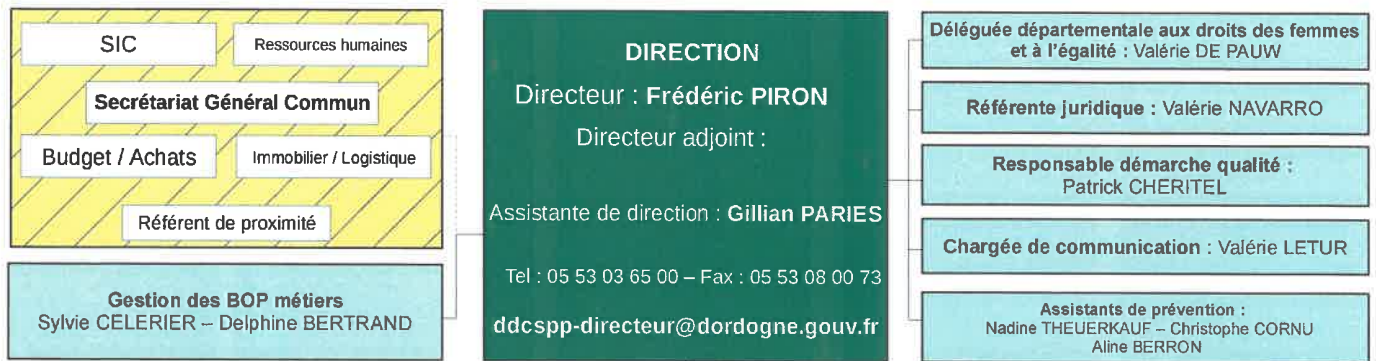 SIC
Ressources humaines
Secrétariat Général Commun
Budget / Achats
Immobilier / Logistique
Référent de proximité
Gestion des BOP métiers
Sylvie CELERIER – Delphine BERTRAND
DIRECTION
Directeur : Frédéric PIRON
Directeur adjoint :
Assistante de direction : Gillian PARIES
Tel : 05 53 03 65 00 – Fax : 05 53 08 00 73
ddcspp-directeur@dordogne.gouv.fr
Déléguée départementale aux droits des femmes
et à l'égalité : Valérie DE PAUW
Référente juridique : Valérie NAVARRO
Responsable démarche qualité :
Patrick CHERITEL
Chargée de communication : Valérie LETUR
Assistants de prévention :
Nadine THEUERKAUF – Christophe CORNU
Aline BERRON